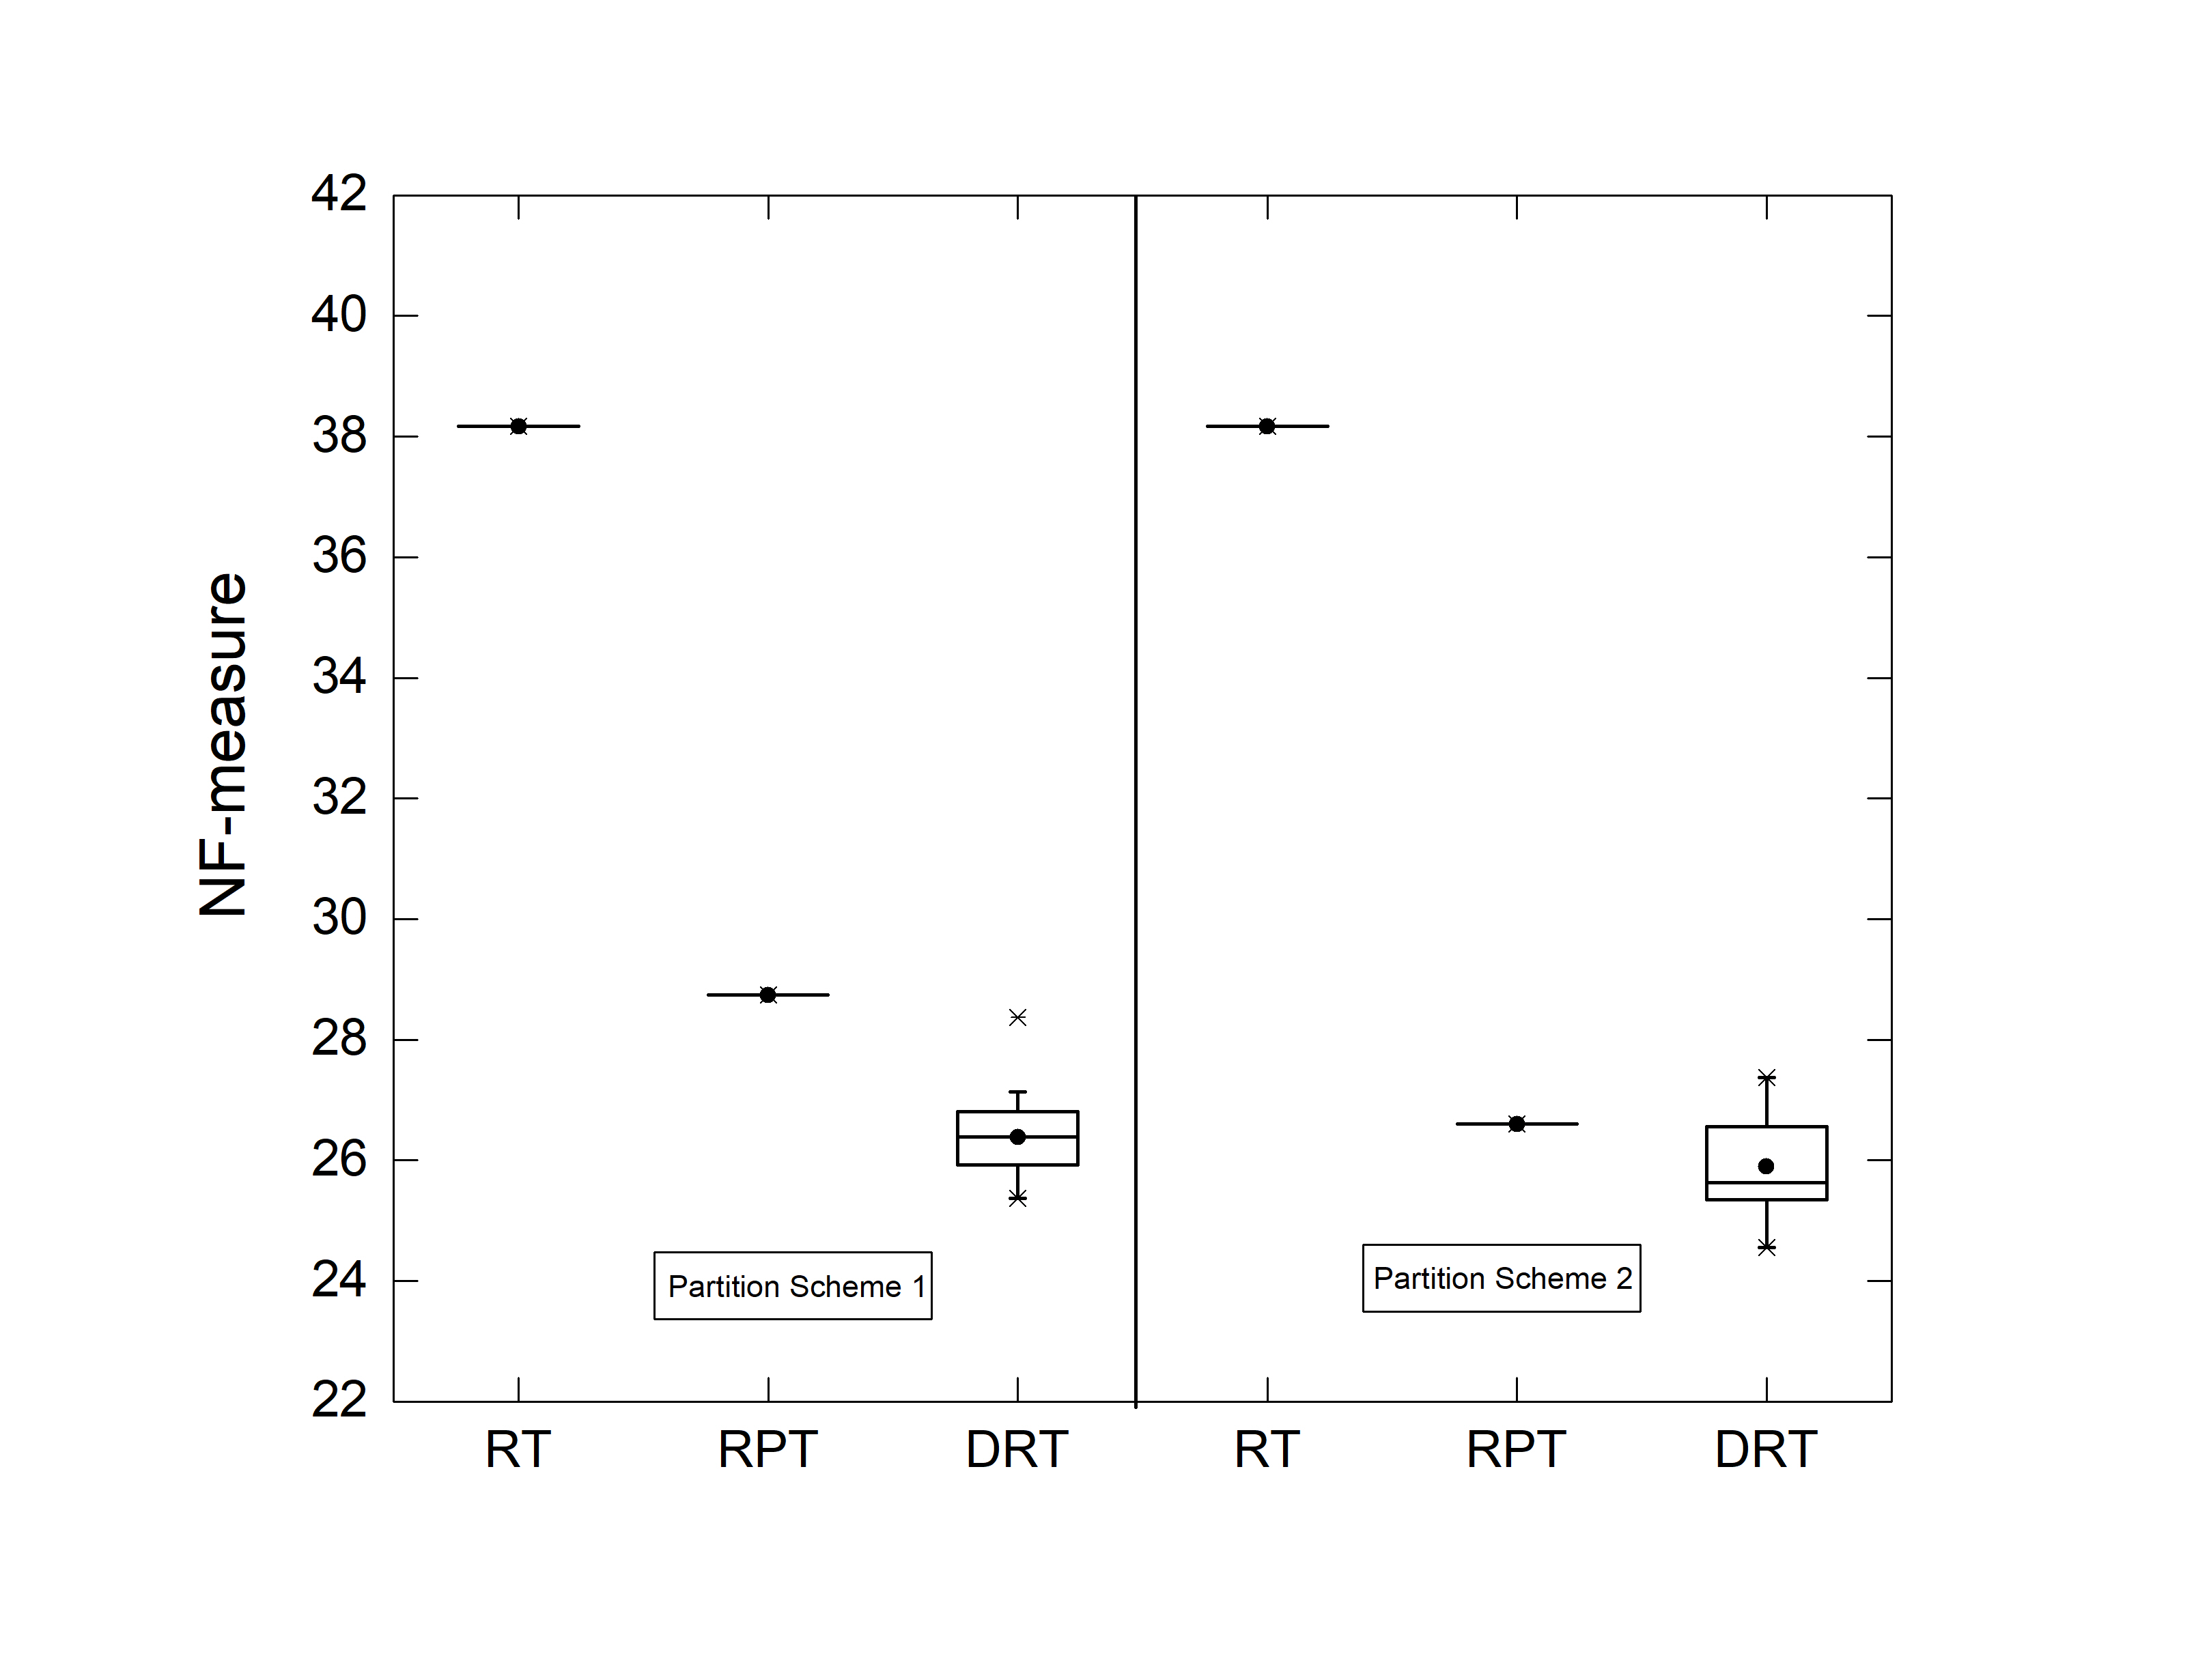 NF-measure
42
40
38
36
34
32
30
28
26
24
22
Partition Scheme 1
Partition Scheme 2
RT RPT DRT RT RPT DRT